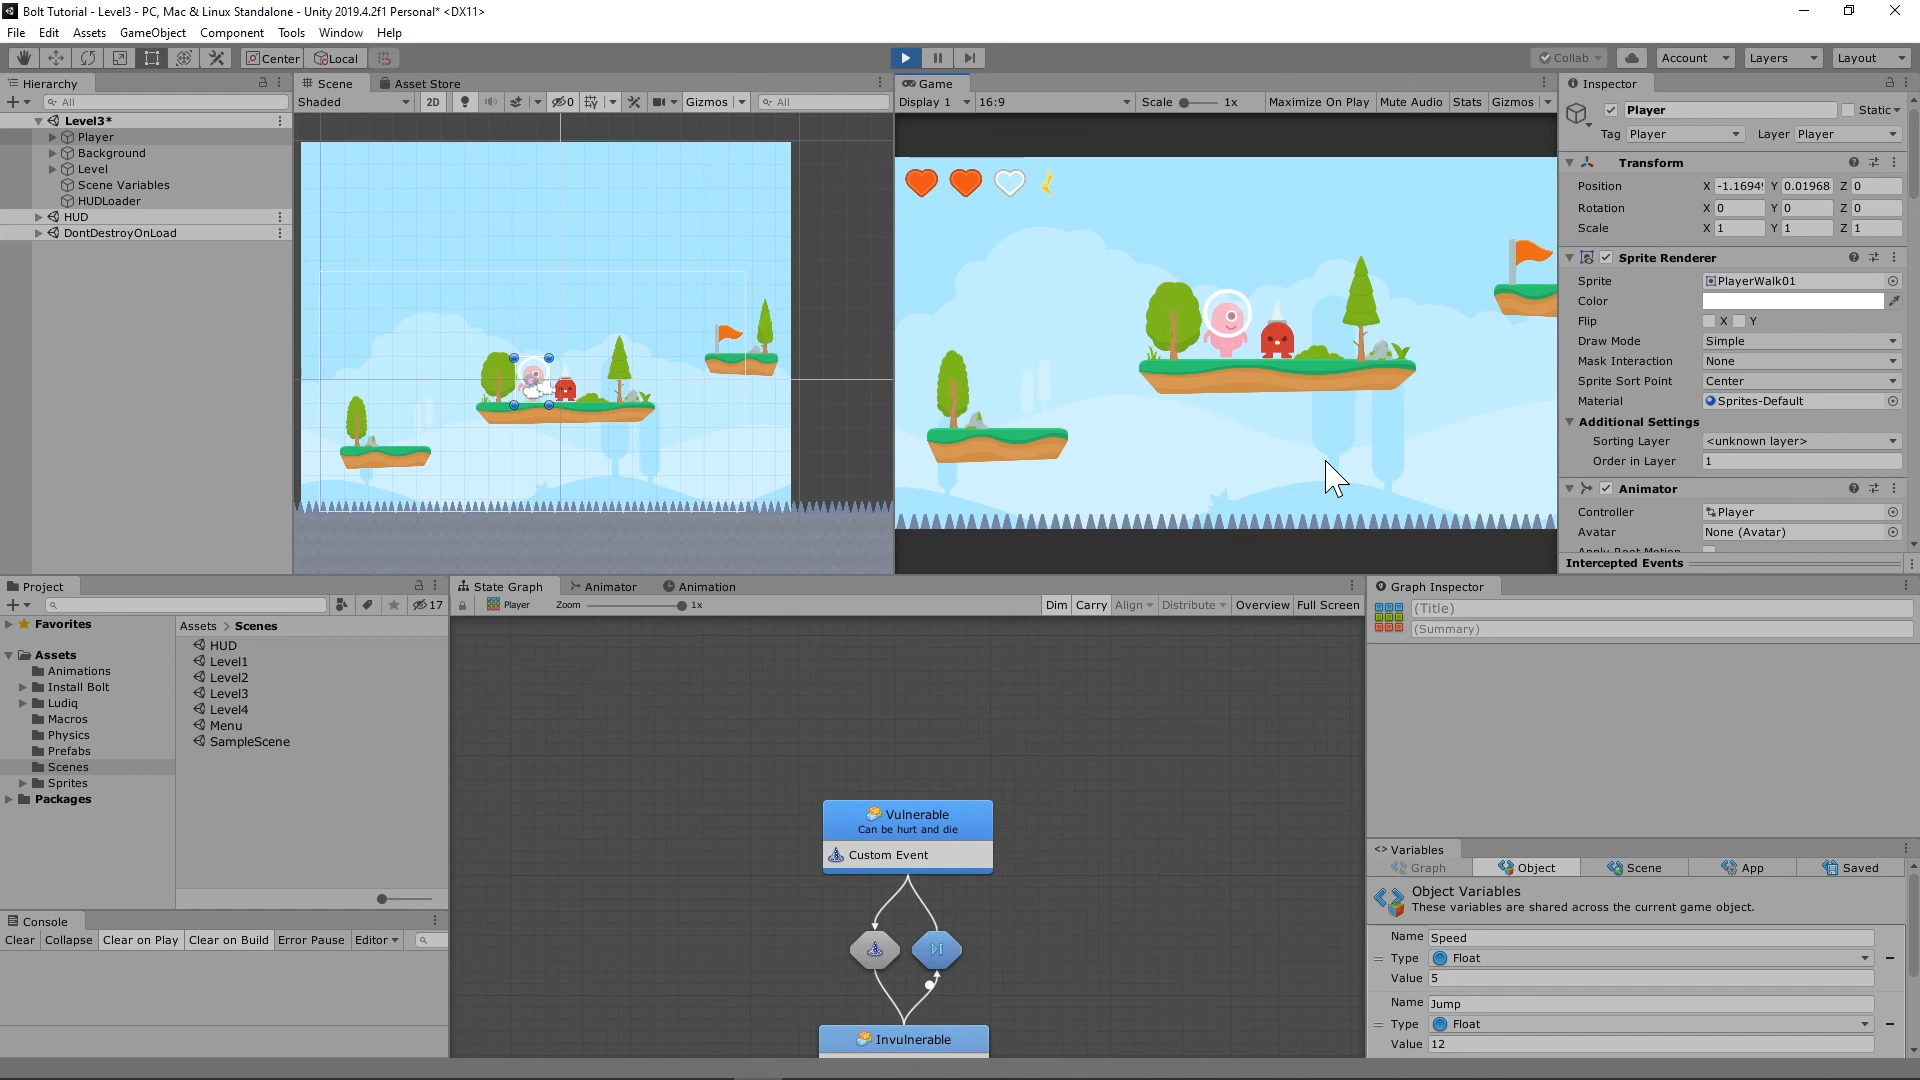 Bolt Tutorial - Level3 - PC, Mac & Linux Standalone - Unity 2019.4.2f1 Personal* <DX11>
File Edit Assets GameObject Component Tools Window Help
Center Local Collab Account Layers Layout
Hierarchy
All
Level3*
Player
Background
Level
Scene Variables
HUDLoader
HUD
DontDestroyOnLoad
Scene Asset Store
Shaded 2D 0 Gizmos All
Game
Display 1 16:9 Scale 1x Maximize On Play Mute Audio Stats Gizmos
Inspector
Player Static
Tag Player Layer Player
Transform
Position X -1.1694 Y 0.01968 Z 0
Rotation X 0 Y 0 Z 0
Scale X 1 Y 1 Z 1
Sprite Renderer
Sprite PlayerWalk01
Color
Flip X Y
Draw Mode Simple
Mask Interaction None
Sprite Sort Point Center
Material Sprites-Default
Additional Settings
Sorting Layer <unknown layer>
Order in Layer 1
Animator
Controller Player
Avatar None (Avatar)
Apply Root Motion
Intercepted Events
Project
17
Favorites
Assets
Animations
Install Bolt
Ludiq
Macros
Physics
Prefabs
Scenes
Sprites
Packages
Assets > Scenes
HUD
Level1
Level2
Level3
Level4
Menu
SampleScene
Console
Clear Collapse Clear on Play Clear on Build Error Pause Editor
State Graph Animator Animation
Player Zoom 1x Dim Carry Align Distribute Overview Full Screen
Vulnerable
Can be hurt and die
Custom Event
Invulnerable
Graph Inspector
(Title)
(Summary)
<> Variables
Graph Object Scene App Saved
Object Variables
These variables are shared across the current game object.
Name Speed
= Type Float
Value 5
Name Jump
= Type Float
Value 12